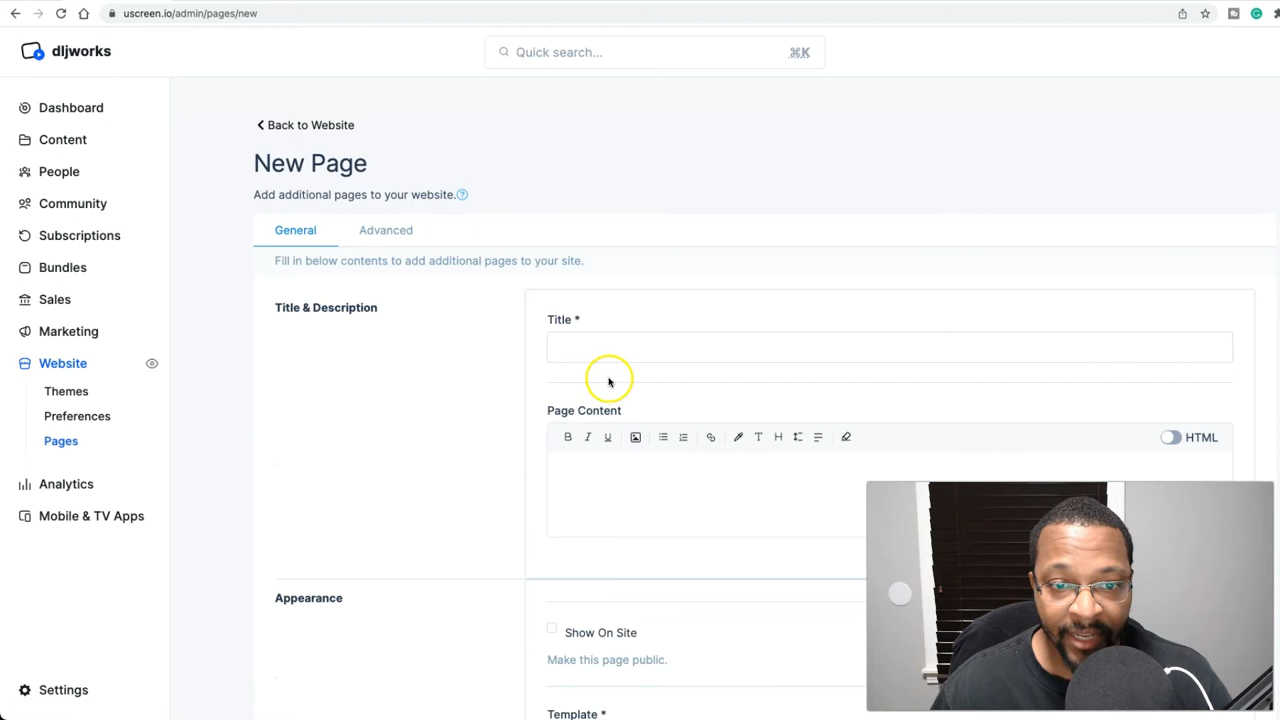 uscreen.io/admin/pages/new
dljworks
Quick search...
⌘K
Dashboard
Content
People
Community
Subscriptions
Bundles
Sales
Marketing
Website
Themes
Preferences
Pages
Analytics
Mobile & TV Apps
Settings
Back to Website
New Page
Add additional pages to your website.?
General Advanced
Fill in below contents to add additional pages to your site.
Title & Description
Title *
Page Content
B I U T H HTML
Appearance
Show On Site
Make this page public.
Template *